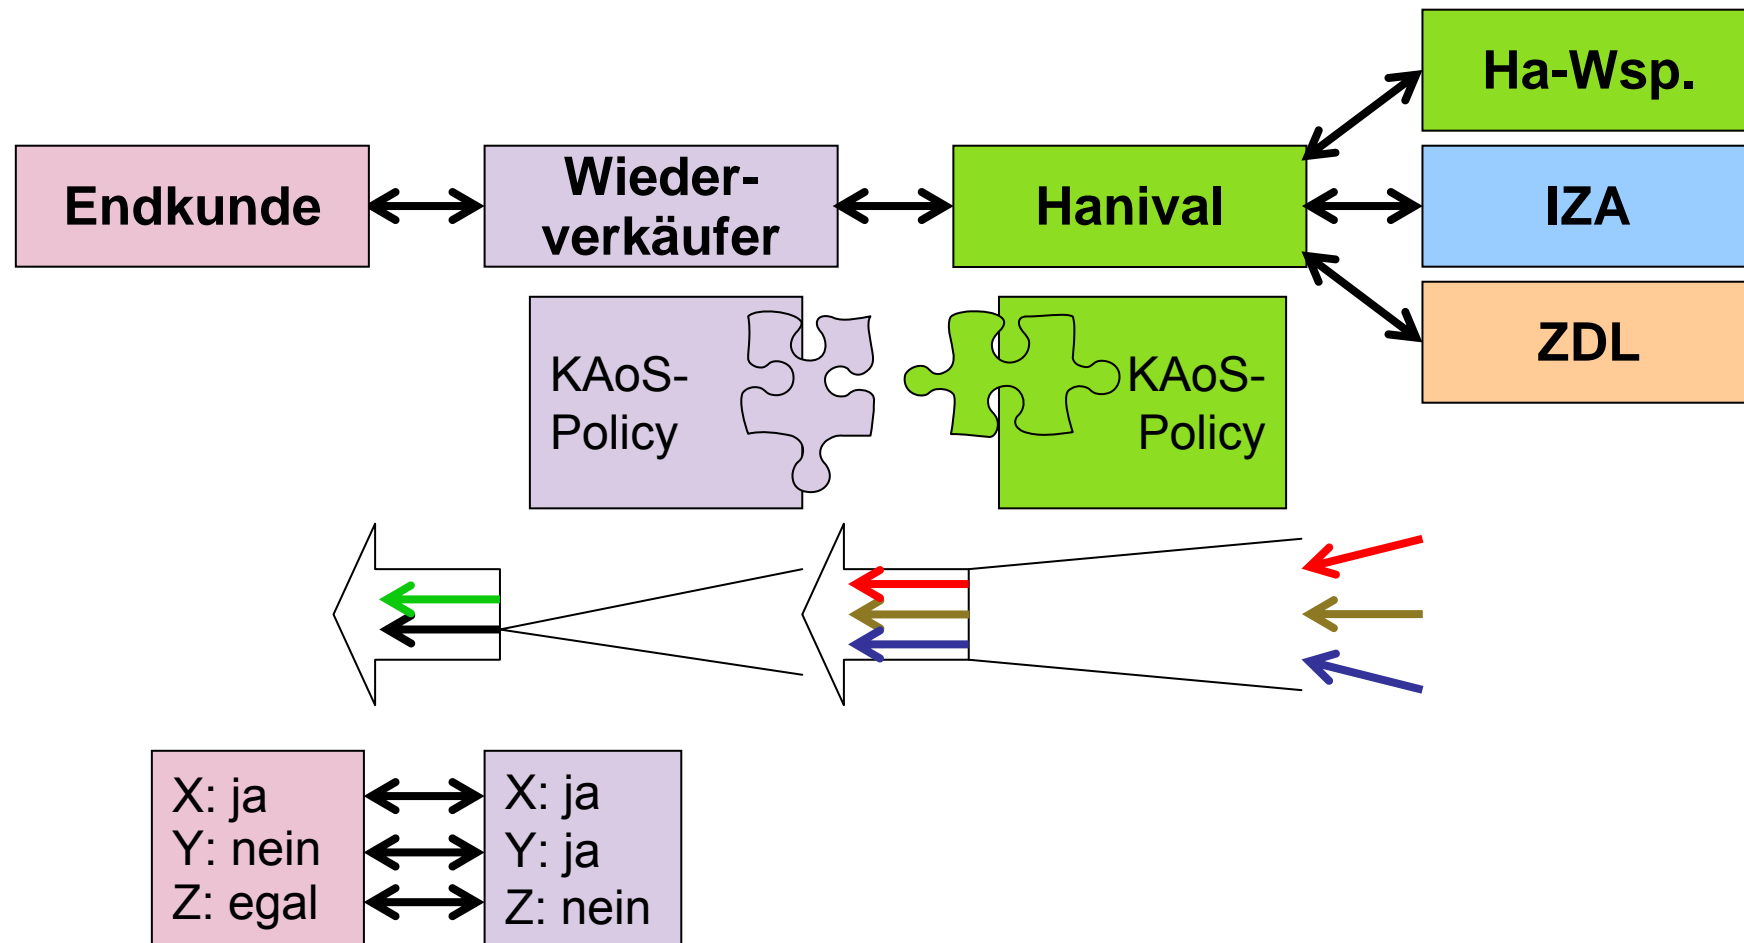 Ha-Wsp.
Endkunde
Wieder-
verkäufer
Hanival
IZA
ZDL
KAoS-
Policy
KAoS-
Policy
X: ja
Y: nein
Z: egal
X: ja
Y: ja
Z: nein